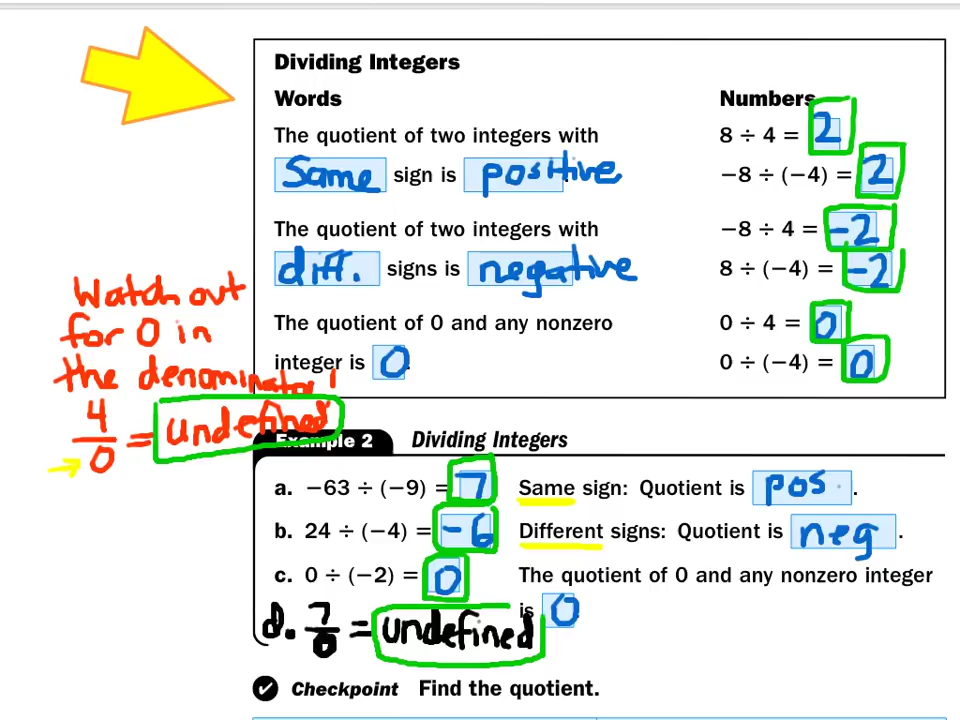 Dividing Integers
Words Numbers
The quotient of two integers with 8 ÷ 4 = 2
Same sign is positive. −8 ÷ (−4) = 2
The quotient of two integers with −8 ÷ 4 = -2
diff. signs is negative 8 ÷ (−4) = -2
The quotient of 0 and any nonzero 0 ÷ 4 = 0
integer is 0. 0 ÷ (−4) = 0
Watch out
for 0 in
the denominator!
4/0 = undefined
Example 2 Dividing Integers
a. −63 ÷ (−9) = 7 Same sign: Quotient is pos.
b. 24 ÷ (−4) = -6 Different signs: Quotient is neg.
c. 0 ÷ (−2) = 0 The quotient of 0 and any nonzero integer
is 0.
d. 7/0 = undefined
Checkpoint Find the quotient.